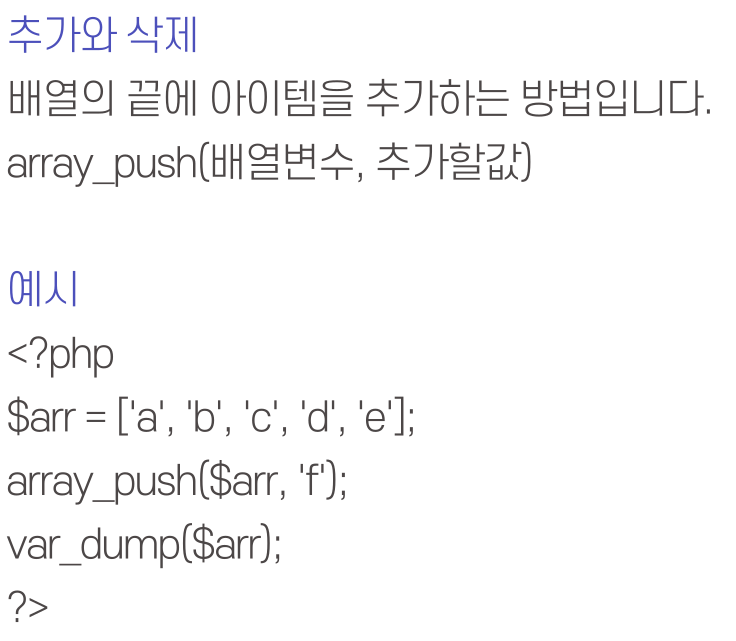 추가와 삭제
배열의 끝에 아이템을 추가하는 방법입니다.
array_push(배열변수, 추가할값)
예시
<?php
$arr = ['a', 'b', 'c', 'd', 'e'];
array_push($arr, 'f');
var_dump($arr);
?>